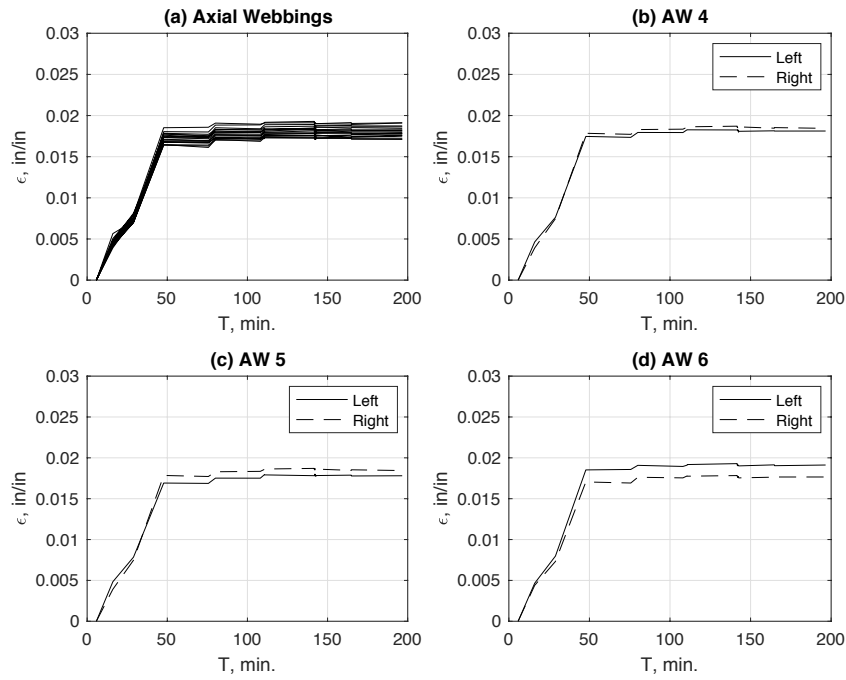 (a) Axial Webbings
0.03
0.025
0.02
0.015
0.01
0.005
0
ϵ, in/in
0 50 100 150 200
T, min.
(b) AW 4
0.03
0.025
0.02
0.015
0.01
0.005
0
ϵ, in/in
Left
Right
0 50 100 150 200
T, min.
(c) AW 5
0.03
0.025
0.02
0.015
0.01
0.005
0
ϵ, in/in
Left
Right
0 50 100 150 200
T, min.
(d) AW 6
0.03
0.025
0.02
0.015
0.01
0.005
0
ϵ, in/in
Left
Right
0 50 100 150 200
T, min.